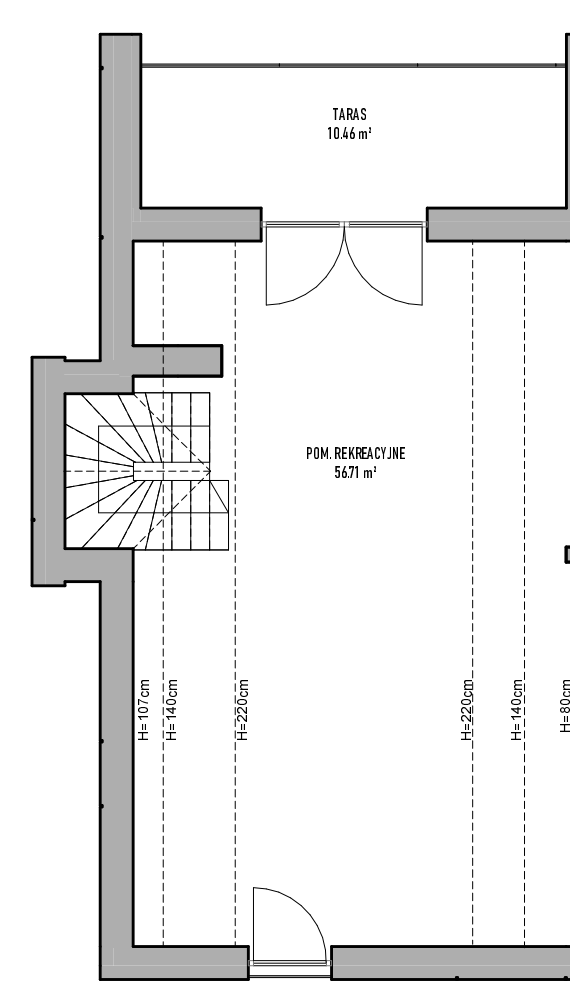 TARAS
10.46 m²
POM. REKREACYJNE
56.71 m²
H=107cm
H=140cm
H=220cm
H=220cm
H=140cm
H=80cm